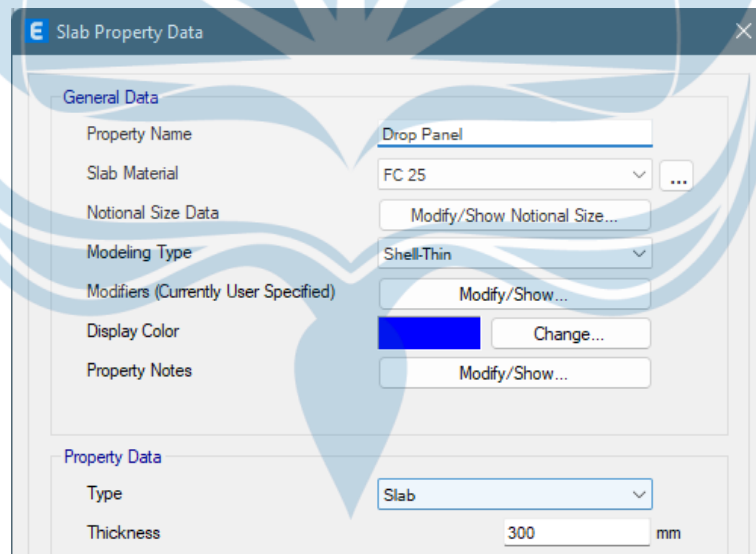 E Slab Property Data
General Data
Property Name Drop Panel
Slab Material FC 25 ...
Notional Size Data Modify/Show Notional Size...
Modeling Type Shell-Thin
Modifiers (Currently User Specified) Modify/Show...
Display Color Change...
Property Notes Modify/Show...
Property Data
Type Slab
Thickness 300 mm